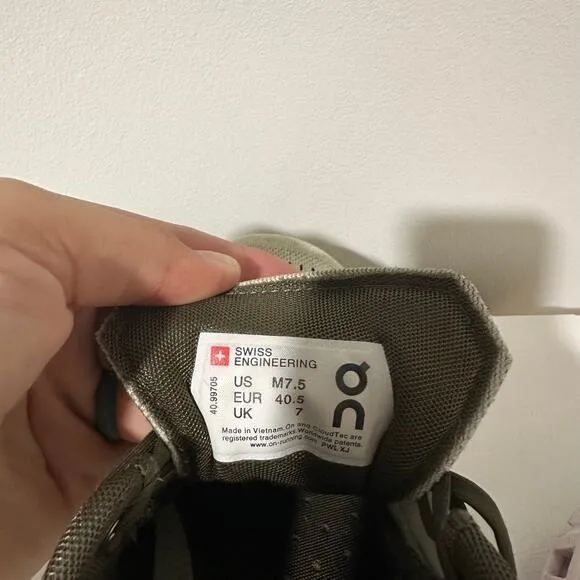 SWISS
ENGINEERING
US M7.5
EUR 40.5
UK 7
40.99705
Made in Vietnam. On and CloudTec are
registered trademarks. Worldwide patents.
www.on-running.com PWL XJ
On